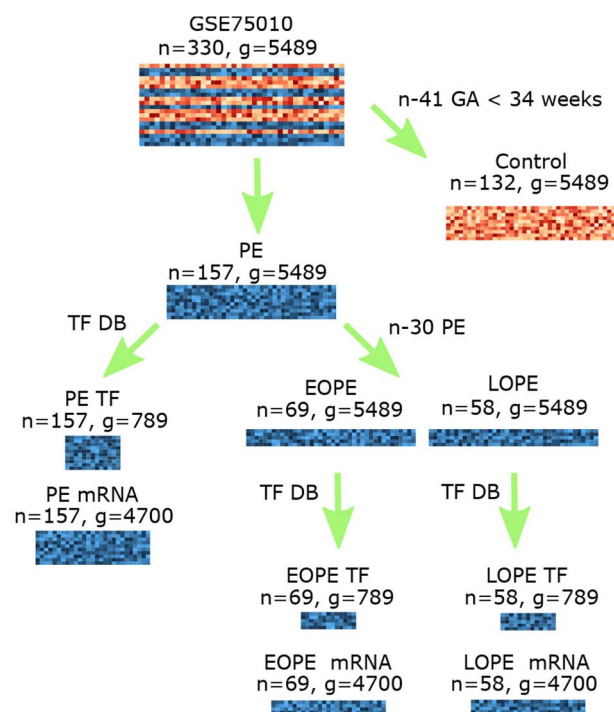 GSE75010
n=330, g=5489
n-41 GA < 34 weeks
Control
n=132, g=5489
PE
n=157, g=5489
TF DB
n-30 PE
PE TF
n=157, g=789
PE mRNA
n=157, g=4700
EOPE
n=69, g=5489
LOPE
n=58, g=5489
TF DB
TF DB
EOPE TF
n=69, g=789
LOPE TF
n=58, g=789
EOPE mRNA
n=69, g=4700
LOPE mRNA
n=58, g=4700